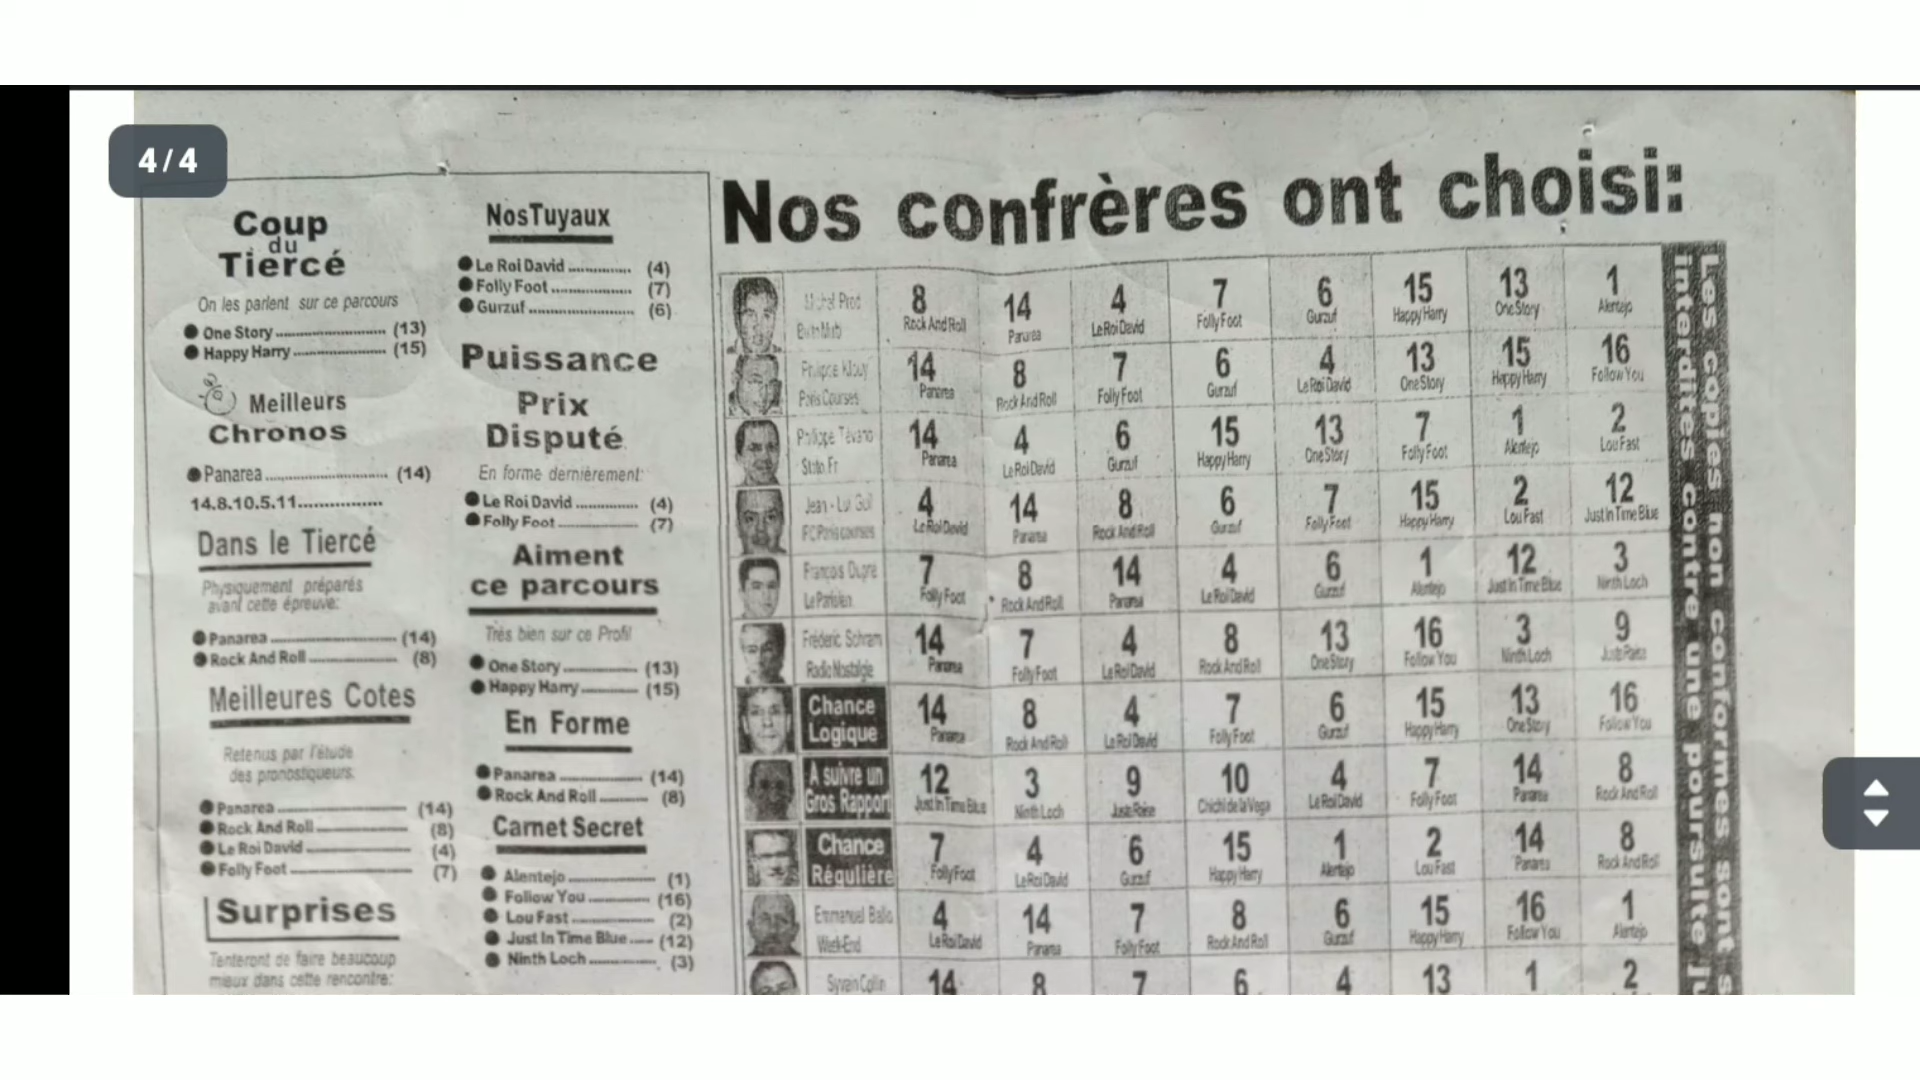 4/4
Coup
du
Tiercé
On les parlent sur ce parcours
One Story (13)
Happy Harry (15)
Meilleurs
Chronos
Panarea (14)
14.8.10.5.11
Dans le Tiercé
Physiquement préparés
avant cette épreuve:
Panarea (14)
Rock And Roll (8)
Meilleures Cotes
Retenus par l'étude
des pronostiqueurs:
Panarea (14)
Rock And Roll (8)
Le Roi David (4)
Folly Foot (7)
Surprises
Tenteront de faire beaucoup
mieux dans cette rencontre:
NosTuyaux
Le Roi David (4)
Folly Foot (7)
Gurzuf (6)
Puissance
Prix
Disputé
En forme dernièrement:
Le Roi David (4)
Folly Foot (7)
Aiment
ce parcours
Très bien sur ce Profil
One Story (13)
Happy Harry (15)
En Forme
Panarea (14)
Rock And Roll (8)
Carnet Secret
Alentejo (1)
Follow You (16)
Lou Fast (2)
Just In Time Blue (12)
Ninth Loch (3)
Nos confrères ont choisi:
8 14 4 7 6 15 13 1
Rock And Roll Panarea Le Roi David Folly Foot Gurzuf Happy Harry One Story Alentejo
14 8 7 6 4 13 15 16
Paris Courses Panarea Rock And Roll Folly Foot Gurzuf Le Roi David One Story Happy Harry Follow You
Philippe
14 4 6 15 13 7 1 2
Panarea Le Roi David Gurzuf Happy Harry One Story Folly Foot Alentejo Lou Fast
Jean
4 14 8 6 7 15 2 12
Le Roi David Panarea Rock And Roll Gurzuf Folly Foot Happy Harry Lou Fast Just In Time Blue
François Dupre
7 8 14 4 6 1 12 3
Le Parisien Folly Foot Rock And Roll Panarea Le Roi David Gurzuf Alentejo Just In Time Blue Ninth Loch
Fréderic Schram
14 7 4 8 13 16 3 9
Radio Nostalgie Panarea Folly Foot Le Roi David Rock And Roll One Story Follow You Ninth Loch
Chance
Logique
14 8 4 7 6 15 13 16
Panarea Rock And Roll Le Roi David Folly Foot Gurzuf Happy Harry One Story Follow You
A suivre un
Gros Rapport
12 3 9 10 4 7 14 8
Just In Time Blue Ninth Loch Chichi de la Vega Le Roi David Folly Foot Panarea Rock And Roll
Chance
Régulière
7 4 6 15 1 2 14 8
Folly Foot Le Roi David Gurzuf Happy Harry Alentejo Lou Fast Panarea Rock And Roll
Emmanuel
4 14 7 8 6 15 16 1
Week-End Le Roi David Panarea Folly Foot Rock And Roll Gurzuf Happy Harry Follow You Alentejo
14 8 7 6 4 13 1 2
Les copies non conformes sont
interdites contre une poursuite